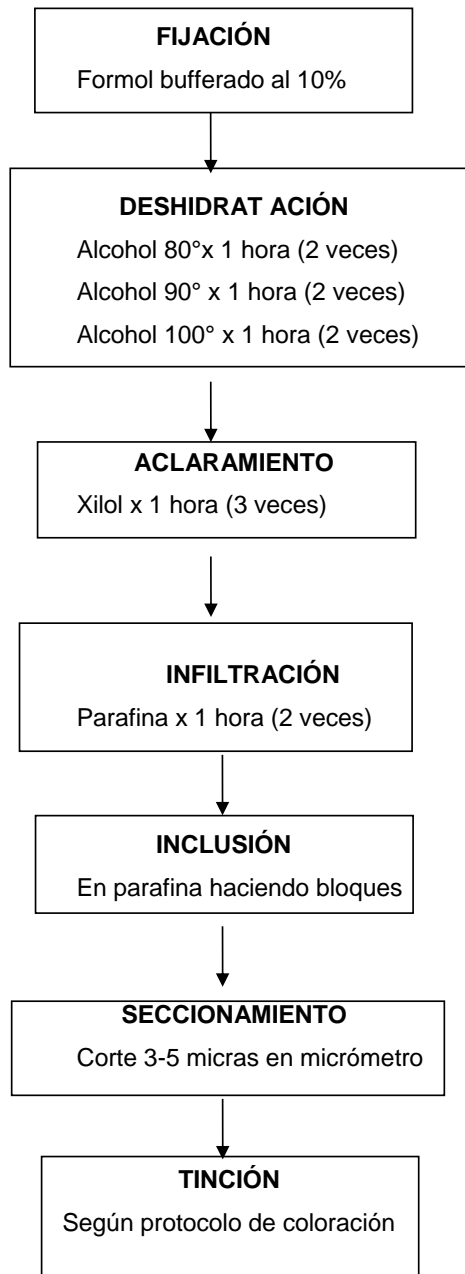 FIJACIÓN
Formol bufferado al 10%
DESHIDRAT ACIÓN
Alcohol 80°x 1 hora (2 veces)
Alcohol 90° x 1 hora (2 veces)
Alcohol 100° x 1 hora (2 veces)
ACLARAMIENTO
Xilol x 1 hora (3 veces)
INFILTRACIÓN
Parafina x 1 hora (2 veces)
INCLUSIÓN
En parafina haciendo bloques
SECCIONAMIENTO
Corte 3-5 micras en micrómetro
TINCIÓN
Según protocolo de coloración